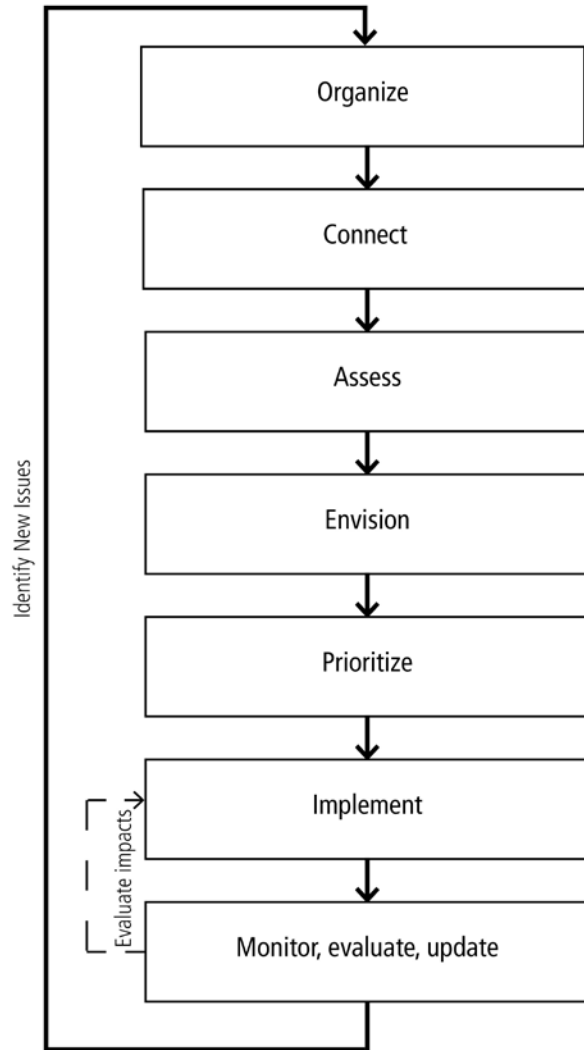 Organize
Connect
Assess
Envision
Prioritize
Implement
Monitor, evaluate, update
Evaluate impacts
Identify New Issues